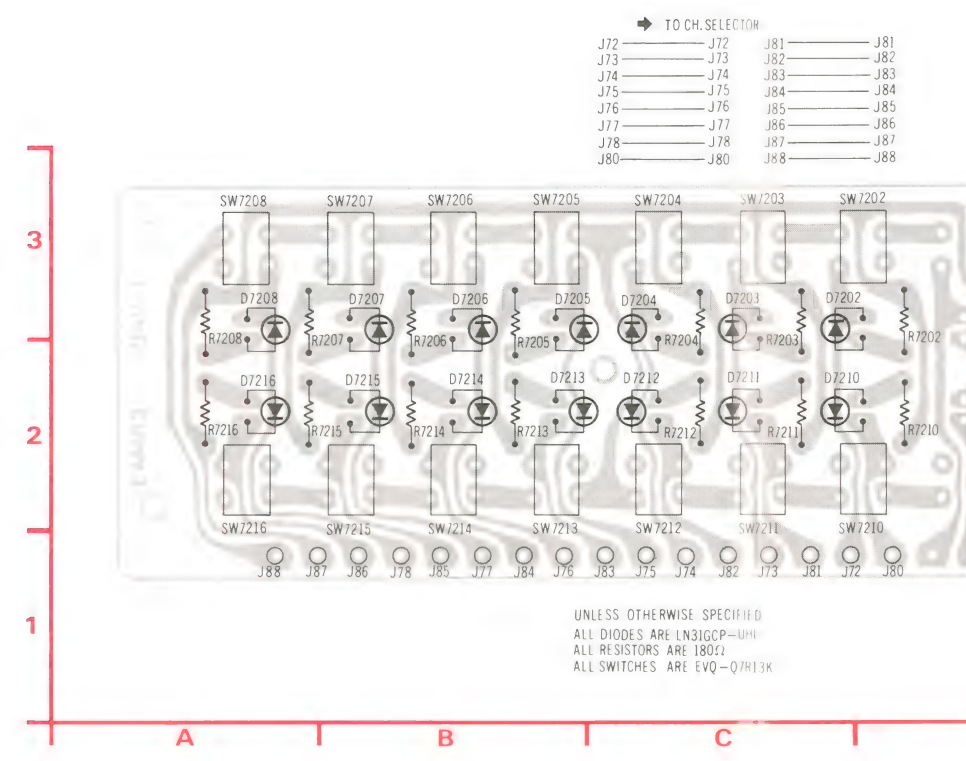 TO CH.SELECTOR
J72 J72 J81 J81
J73 J73 J82 J82
J74 J74 J83 J83
J75 J75 J84 J84
J76 J76 J85 J85
J77 J77 J86 J86
J78 J78 J87 J87
J80 J80 J88 J88
3
SW7208 SW7207 SW7206 SW7205 SW7204 SW7203 SW7202
D7208 D7207 D7206 D7205 D7204 D7203 D7202
R7208 R7207 R7206 R7205 R7204 R7203 R7202
D7216 D7215 D7214 D7213 D7212 D7211 D7210
R7216 R7215 R7214 R7213 R7212 R7211 R7210
2
SW7216 SW7215 SW7214 SW7213 SW7212 SW7211 SW7210
J88 J87 J86 J78 J85 J77 J84 J76 J83 J75 J74 J82 J73 J81 J72 J80
1
UNLESS OTHERWISE SPECIFIED
ALL DIODES ARE
ALL RESISTORS ARE 180Ω
ALL SWITCHES ARE
A B C